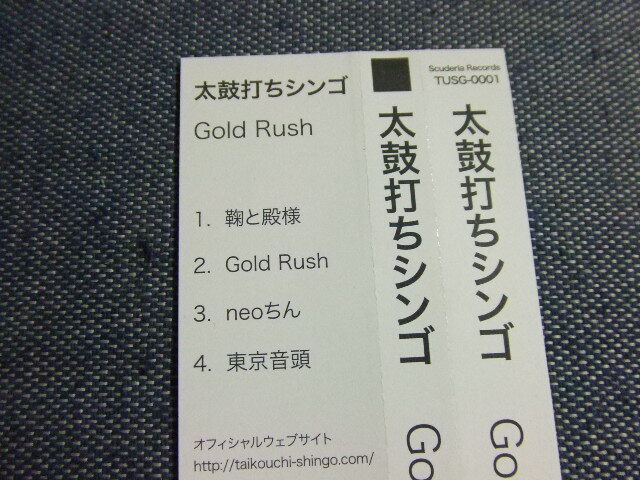 太鼓打ちシンゴ
Gold Rush
1. 鞠と殿様
2. Gold Rush
3. neoちん
4. 東京音頭
オフィシャルウェブサイト
http://taikouchi-shingo.com/
太鼓打ちシンゴ Go
Scuderia Records
TUSG-0001
太鼓打ちシンゴ Go